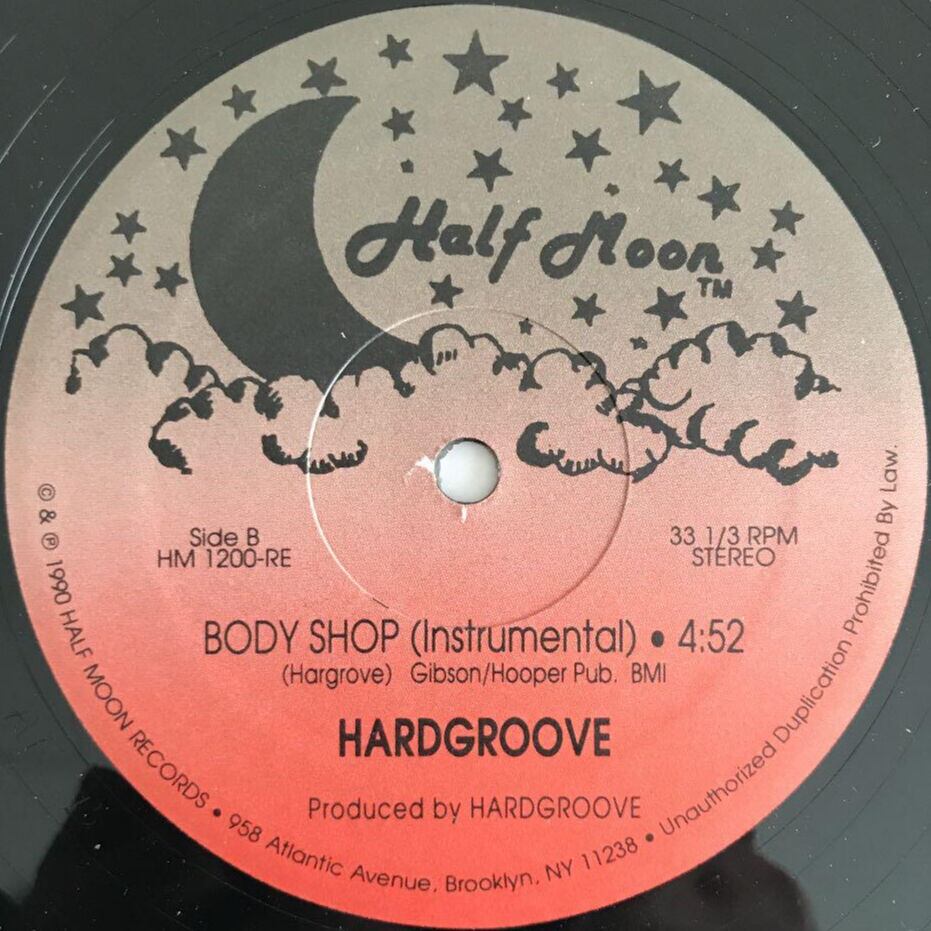 Half Moon
TM
Side B
HM 1200-RE
33 1/3 RPM
STEREO
BODY SHOP (Instrumental) • 4:52
(Hargrove) Gibson/Hooper Pub. BMI
HARDGROOVE
Produced by HARDGROOVE
© & ℗ 1990 HALF MOON RECORDS • 958 Atlantic Avenue, Brooklyn, NY 11238 • Unauthorized Duplication Prohibited By Law.